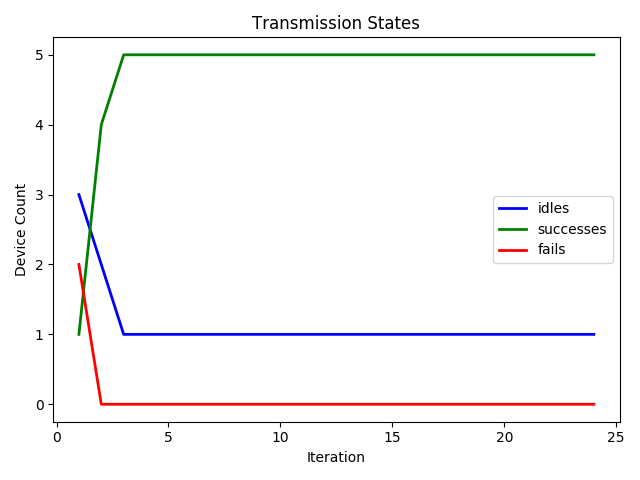 Transmission States
Device Count
5
4
3
2
1
0
idles
successes
fails
0 5 10 15 20 25
Iteration